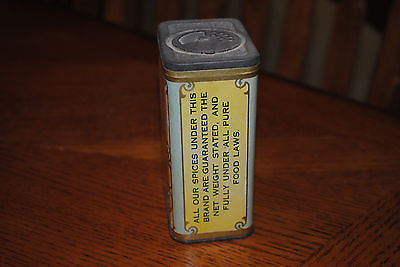 ALL OUR SPICES UNDER THIS
BRAND ARE GUARANTEED THE
NET WEIGHT STATED, AND
FULLY UNDER ALL PURE
FOOD LAWS.